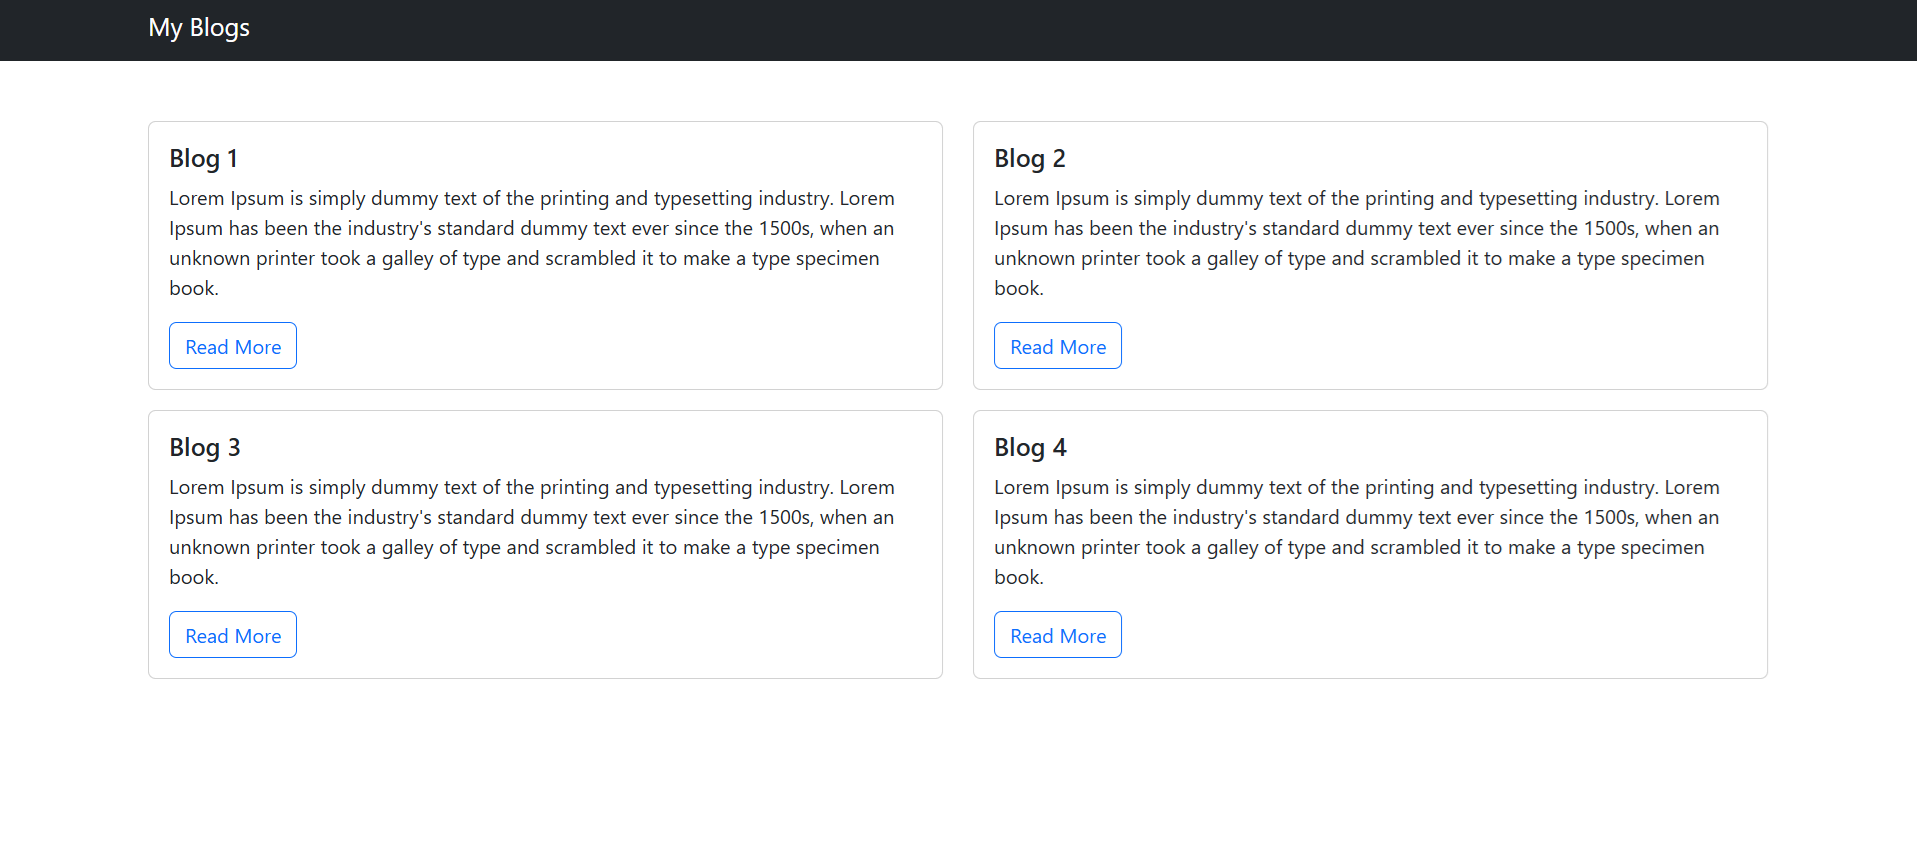 My Blogs
Blog 1
Lorem Ipsum is simply dummy text of the printing and typesetting industry. Lorem
Ipsum has been the industry's standard dummy text ever since the 1500s, when an
unknown printer took a galley of type and scrambled it to make a type specimen
book.
Read More
Blog 2
Lorem Ipsum is simply dummy text of the printing and typesetting industry. Lorem
Ipsum has been the industry's standard dummy text ever since the 1500s, when an
unknown printer took a galley of type and scrambled it to make a type specimen
book.
Read More
Blog 3
Lorem Ipsum is simply dummy text of the printing and typesetting industry. Lorem
Ipsum has been the industry's standard dummy text ever since the 1500s, when an
unknown printer took a galley of type and scrambled it to make a type specimen
book.
Read More
Blog 4
Lorem Ipsum is simply dummy text of the printing and typesetting industry. Lorem
Ipsum has been the industry's standard dummy text ever since the 1500s, when an
unknown printer took a galley of type and scrambled it to make a type specimen
book.
Read More